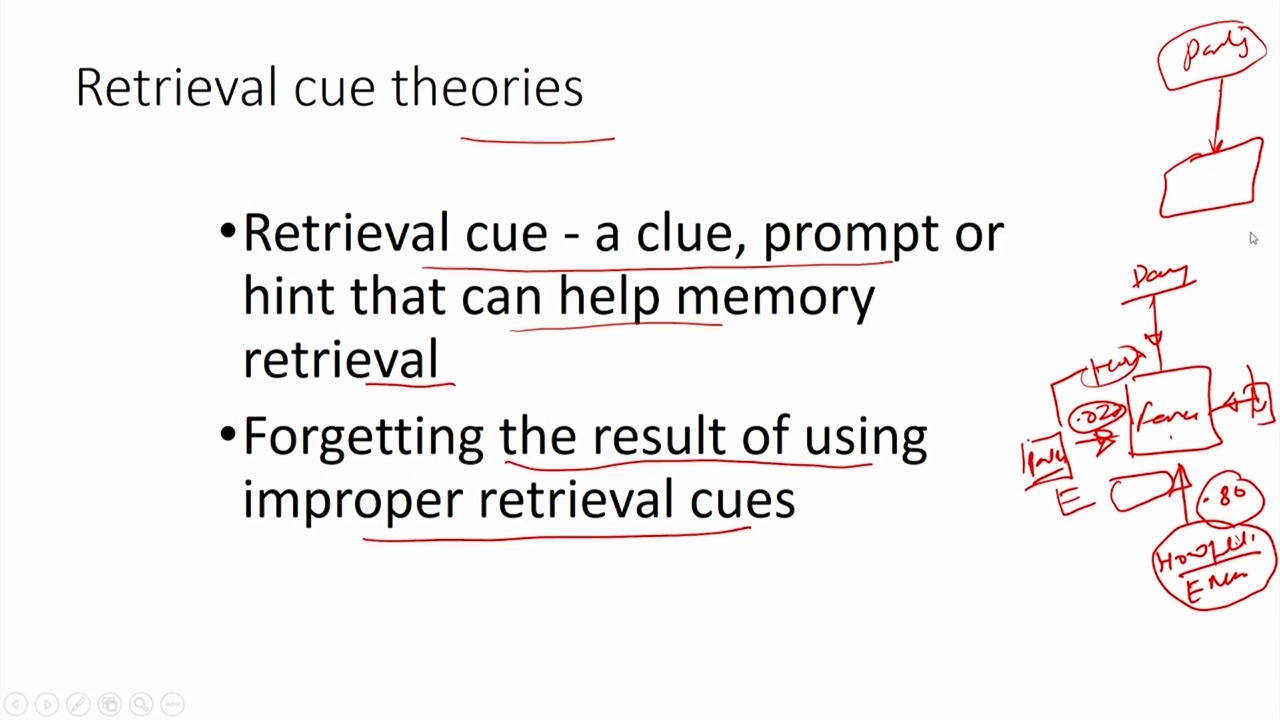 Retrieval cue theories
•Retrieval cue - a clue, prompt or
hint that can help memory
retrieval
•Forgetting the result of using
improper retrieval cues
.020
E
.80